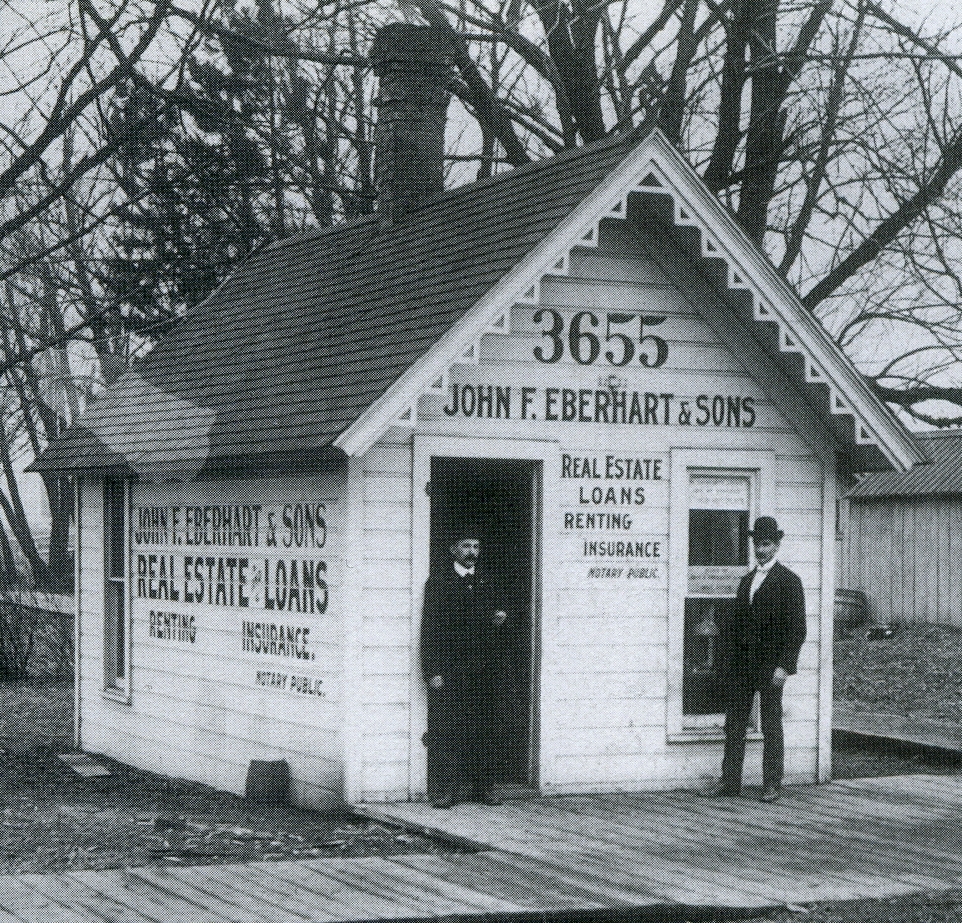 3655
JOHN F. EBERHART & SONS
REAL ESTATE
LOANS
RENTING
INSURANCE
NOTARY PUBLIC.
JOHN F. EBERHART & SONS
REAL ESTATE LOANS
RENTING INSURANCE.
NOTARY PUBLIC.